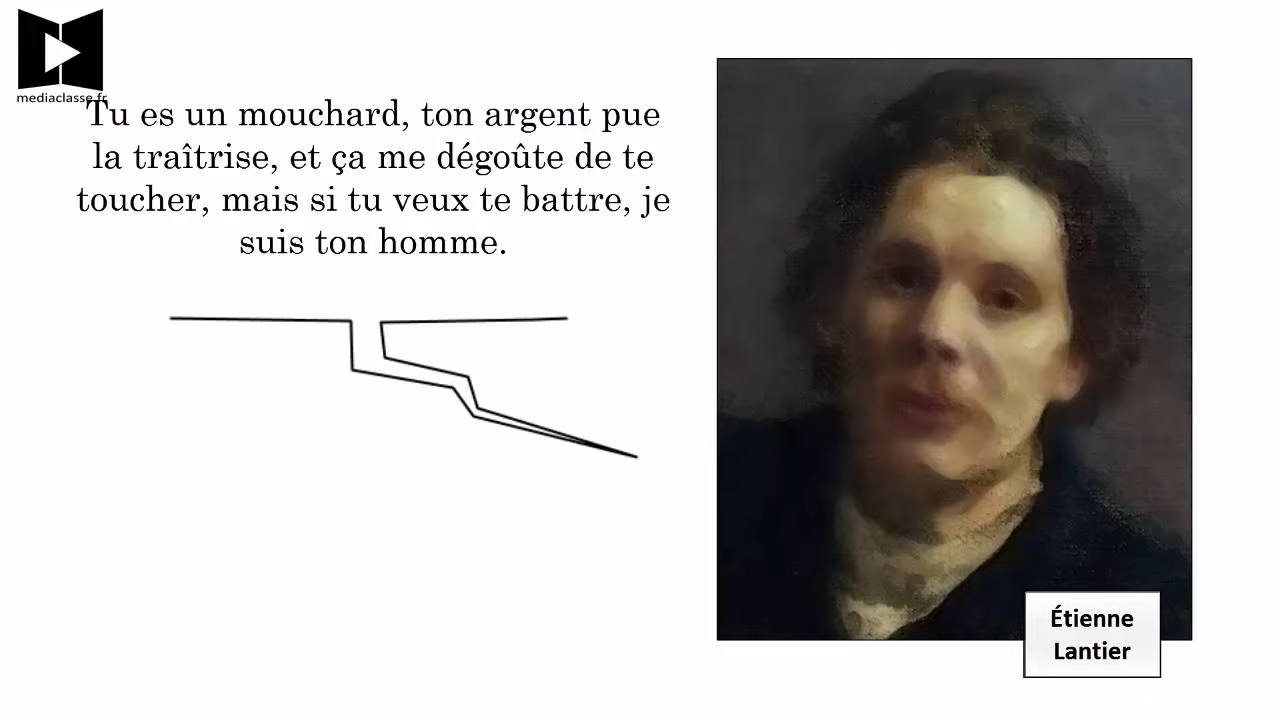 mediaclasse.fr
Tu es un mouchard, ton argent pue
la traîtrise, et ça me dégoûte de te
toucher, mais si tu veux te battre, je
suis ton homme.
Étienne
Lantier